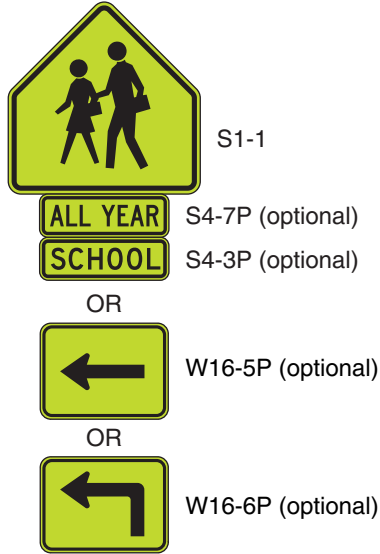 S1-1
ALL YEAR S4-7P (optional)
SCHOOL S4-3P (optional)
OR
W16-5P (optional)
OR
W16-6P (optional)